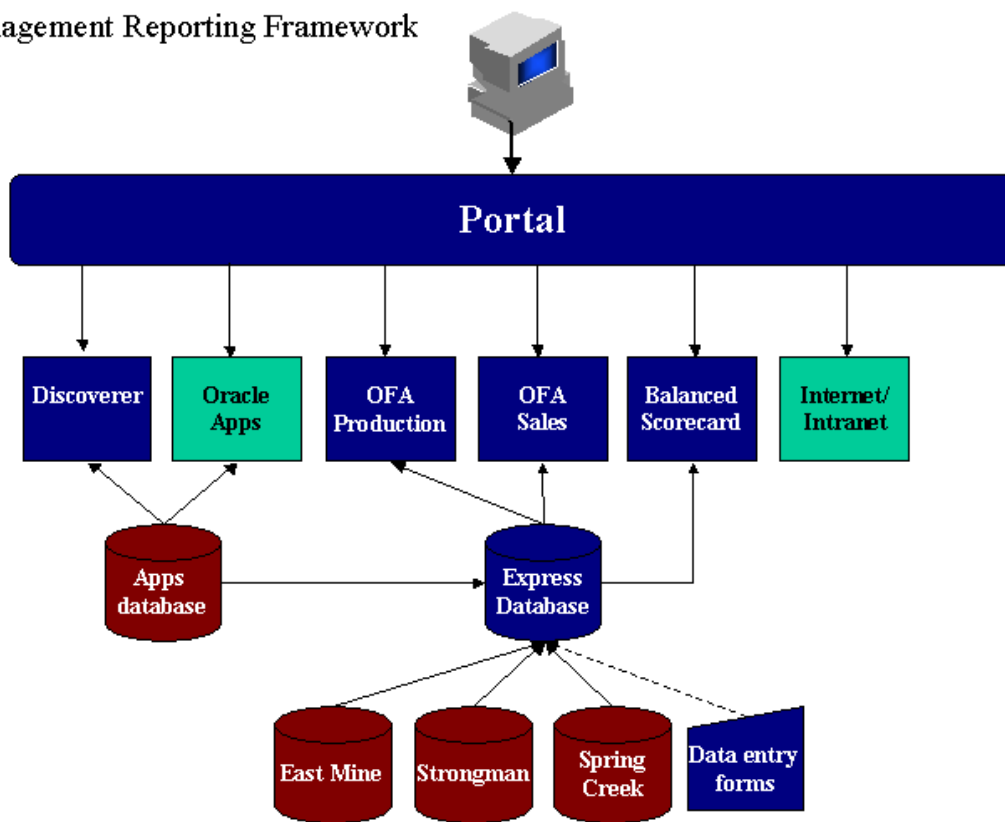 agement Reporting Framework
Portal
Discoverer
Oracle
Apps
OFA
Production
OFA
Sales
Balanced
Scorecard
Internet/
Intranet
Apps
database
Express
Database
East Mine
Strongman
Spring
Creek
Data entry
forms